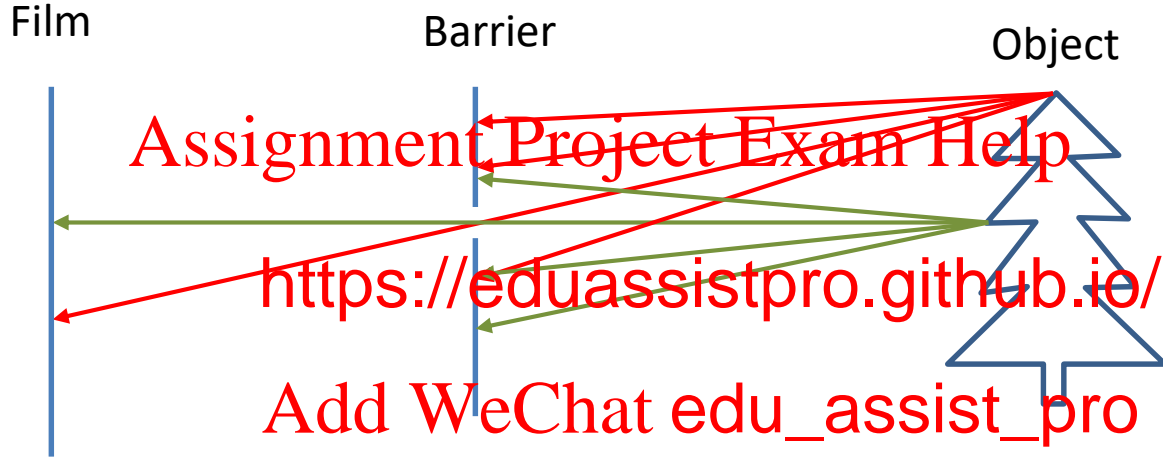 Film
Barrier
Object
Assignment Project Exam Help
https://eduassistpro.github.io/
Add WeChat edu_assist_pro